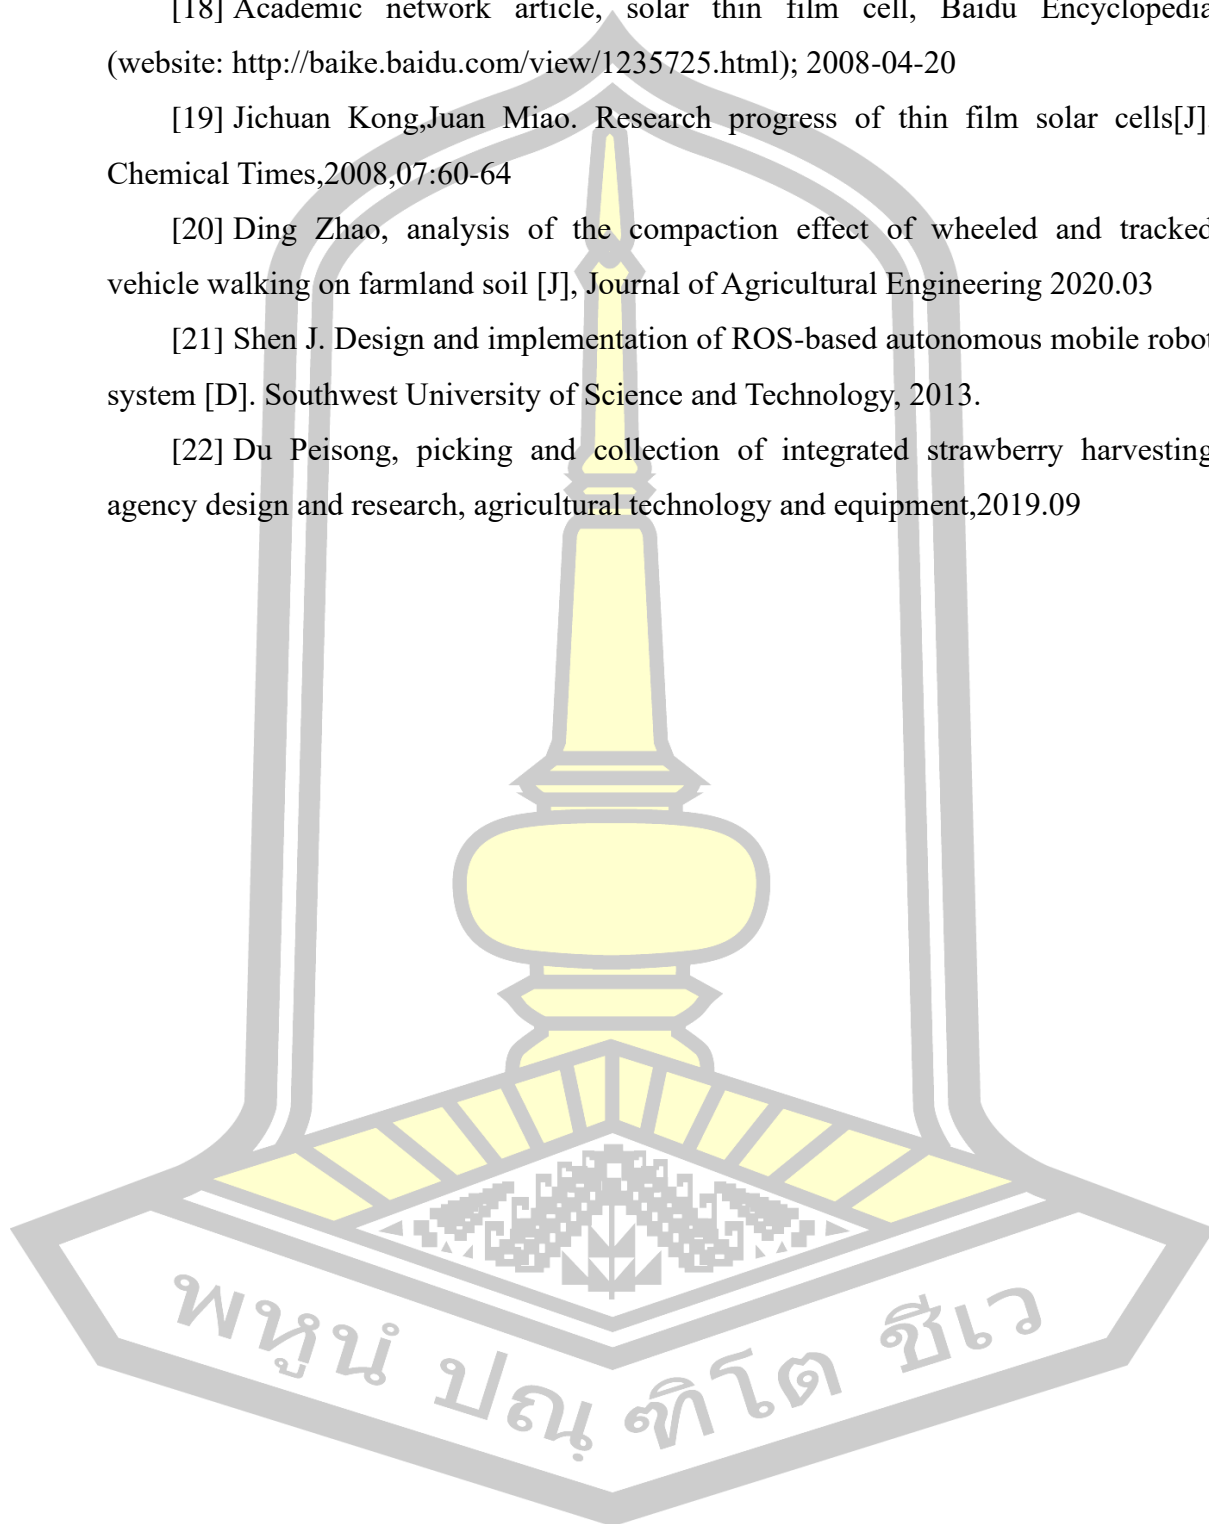 [18] Academic network article, solar thin film cell, Baidu Encyclopedia
(website: http://baike.baidu.com/view/1235725.html); 2008-04-20
[19] Jichuan Kong,Juan Miao. Research progress of thin film solar cells[J].
Chemical Times,2008,07:60-64
[20] Ding Zhao, analysis of the compaction effect of wheeled and tracked
vehicle walking on farmland soil [J], Journal of Agricultural Engineering 2020.03
[21] Shen J. Design and implementation of ROS-based autonomous mobile robot
system [D]. Southwest University of Science and Technology, 2013.
[22] Du Peisong, picking and collection of integrated strawberry harvesting
agency design and research, agricultural technology and equipment,2019.09
พหูนํ ปณฺฑิโต ชีเว